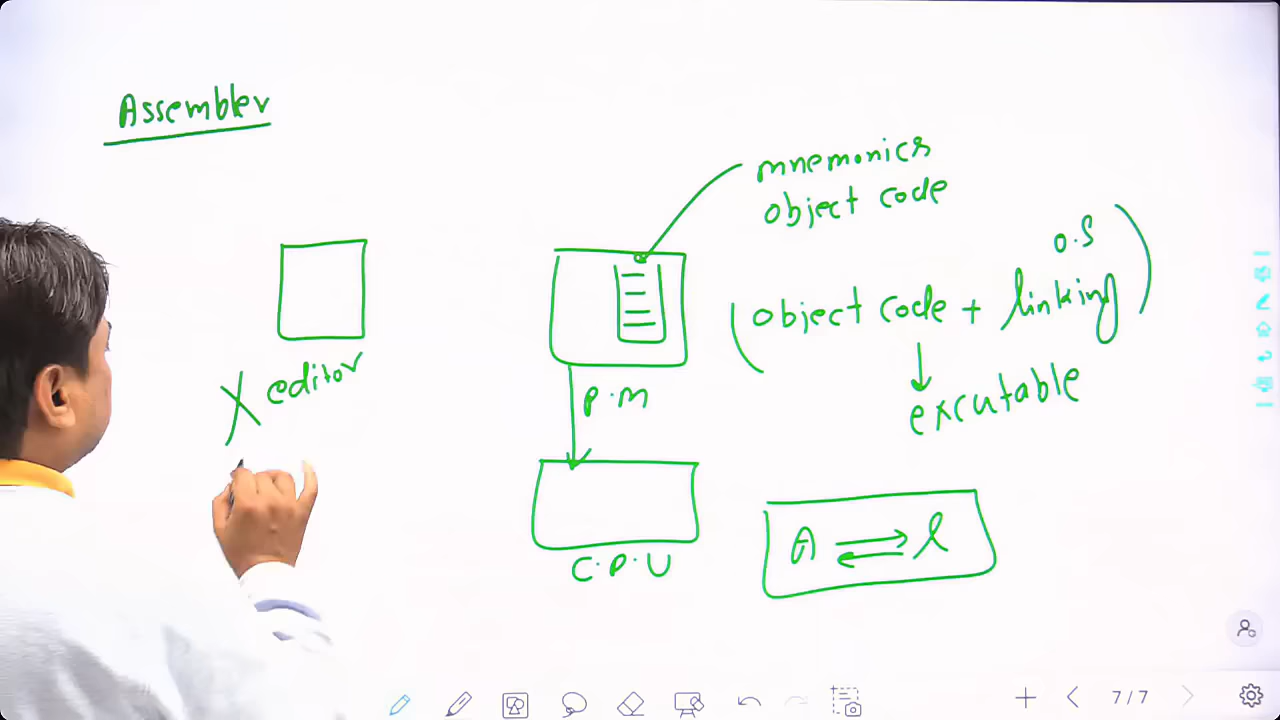 Assembler
mnemonics
object code
o.s
(object code + linking)
excutable
X editor
P.M
C.P.U
A ⇌ l
7/7